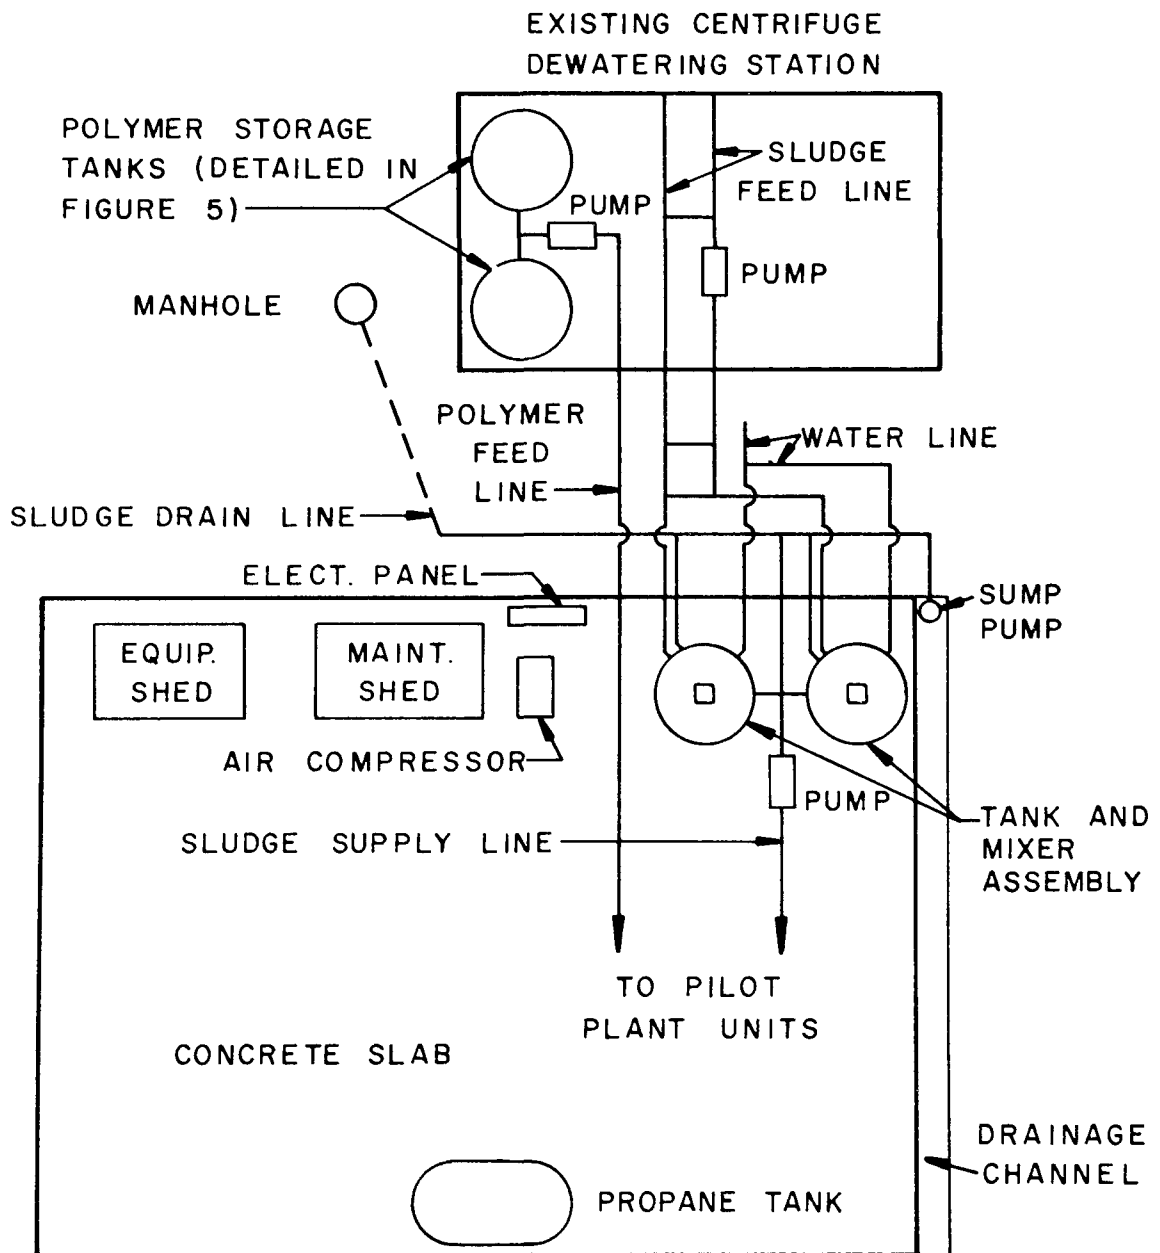 EXISTING CENTRIFUGE
DEWATERING STATION
POLYMER STORAGE
TANKS (DETAILED IN
FIGURE 5)
PUMP
SLUDGE
FEED LINE
PUMP
MANHOLE
POLYMER
FEED
LINE
WATER LINE
SLUDGE DRAIN LINE
ELECT. PANEL
SUMP
PUMP
EQUIP.
SHED
MAINT.
SHED
AIR COMPRESSOR
PUMP
TANK AND
MIXER
ASSEMBLY
SLUDGE SUPPLY LINE
TO PILOT
PLANT UNITS
CONCRETE SLAB
DRAINAGE
CHANNEL
PROPANE TANK